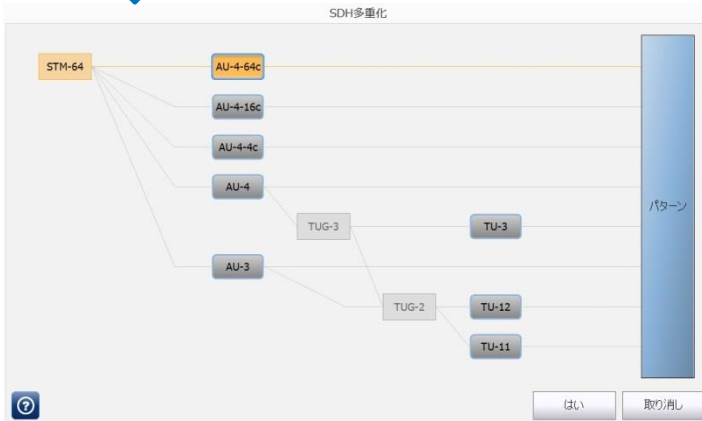 SDH多重化
STM-64
AU-4-64c
AU-4-16c
AU-4-4c
AU-4
TUG-3
TU-3
パターン
AU-3
TUG-2
TU-12
TU-11
?
はい
取り消し